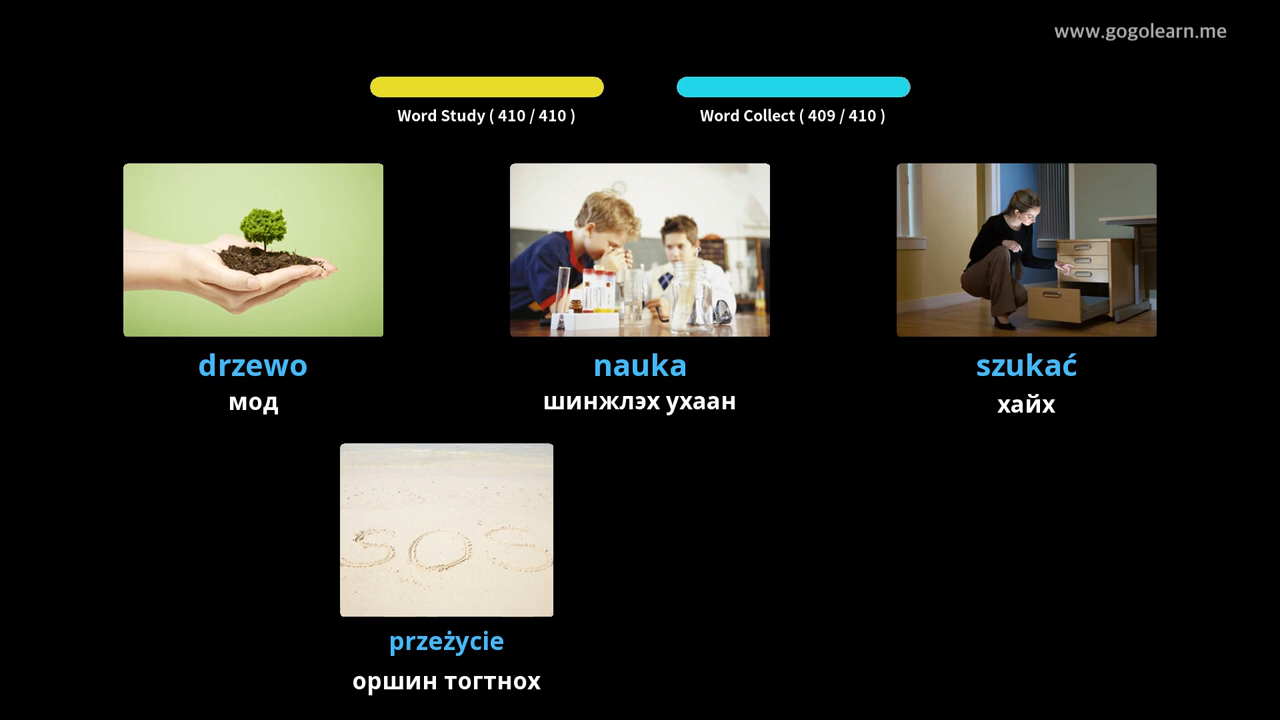 www.gogolearn.me
Word Study ( 410 / 410 )
Word Collect ( 409 / 410 )
drzewo
мод
nauka
шинжлэх ухаан
szukać
хайх
SOS
przeżycie
оршин тогтнох